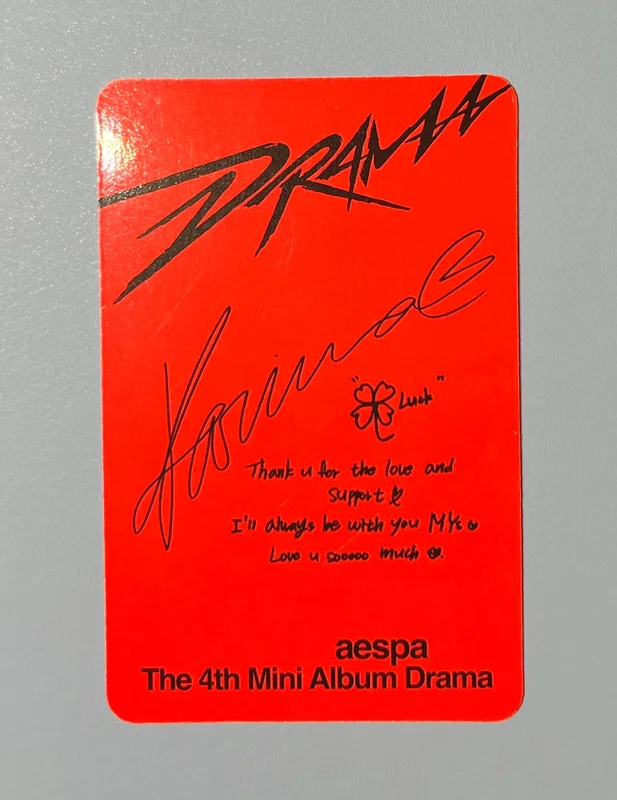 DRAMA
Karina
"Luck"
Thank u for the love and
support
I'll always be with you MYs
Love u sooooo much
aespa
The 4th Mini Album Drama